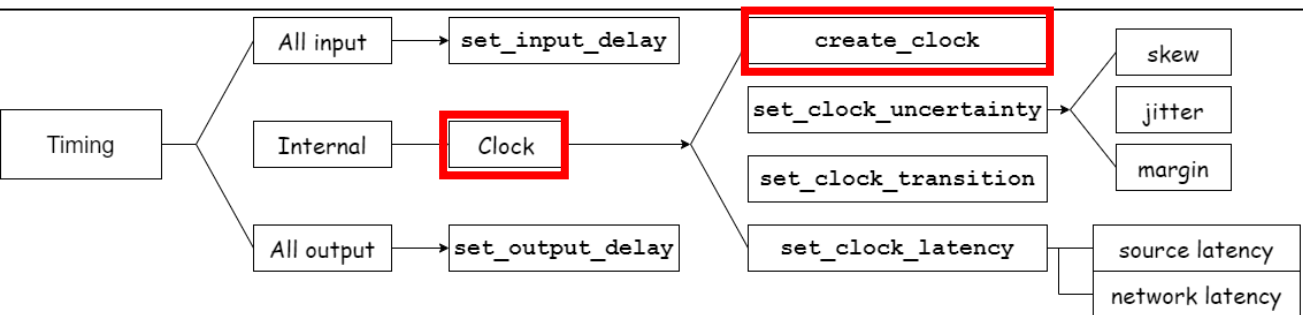 All input
set_input_delay
create_clock
skew
set_clock_uncertainty
jitter
Timing
Internal
Clock
margin
set_clock_transition
All output
set_output_delay
set_clock_latency
source latency
network latency